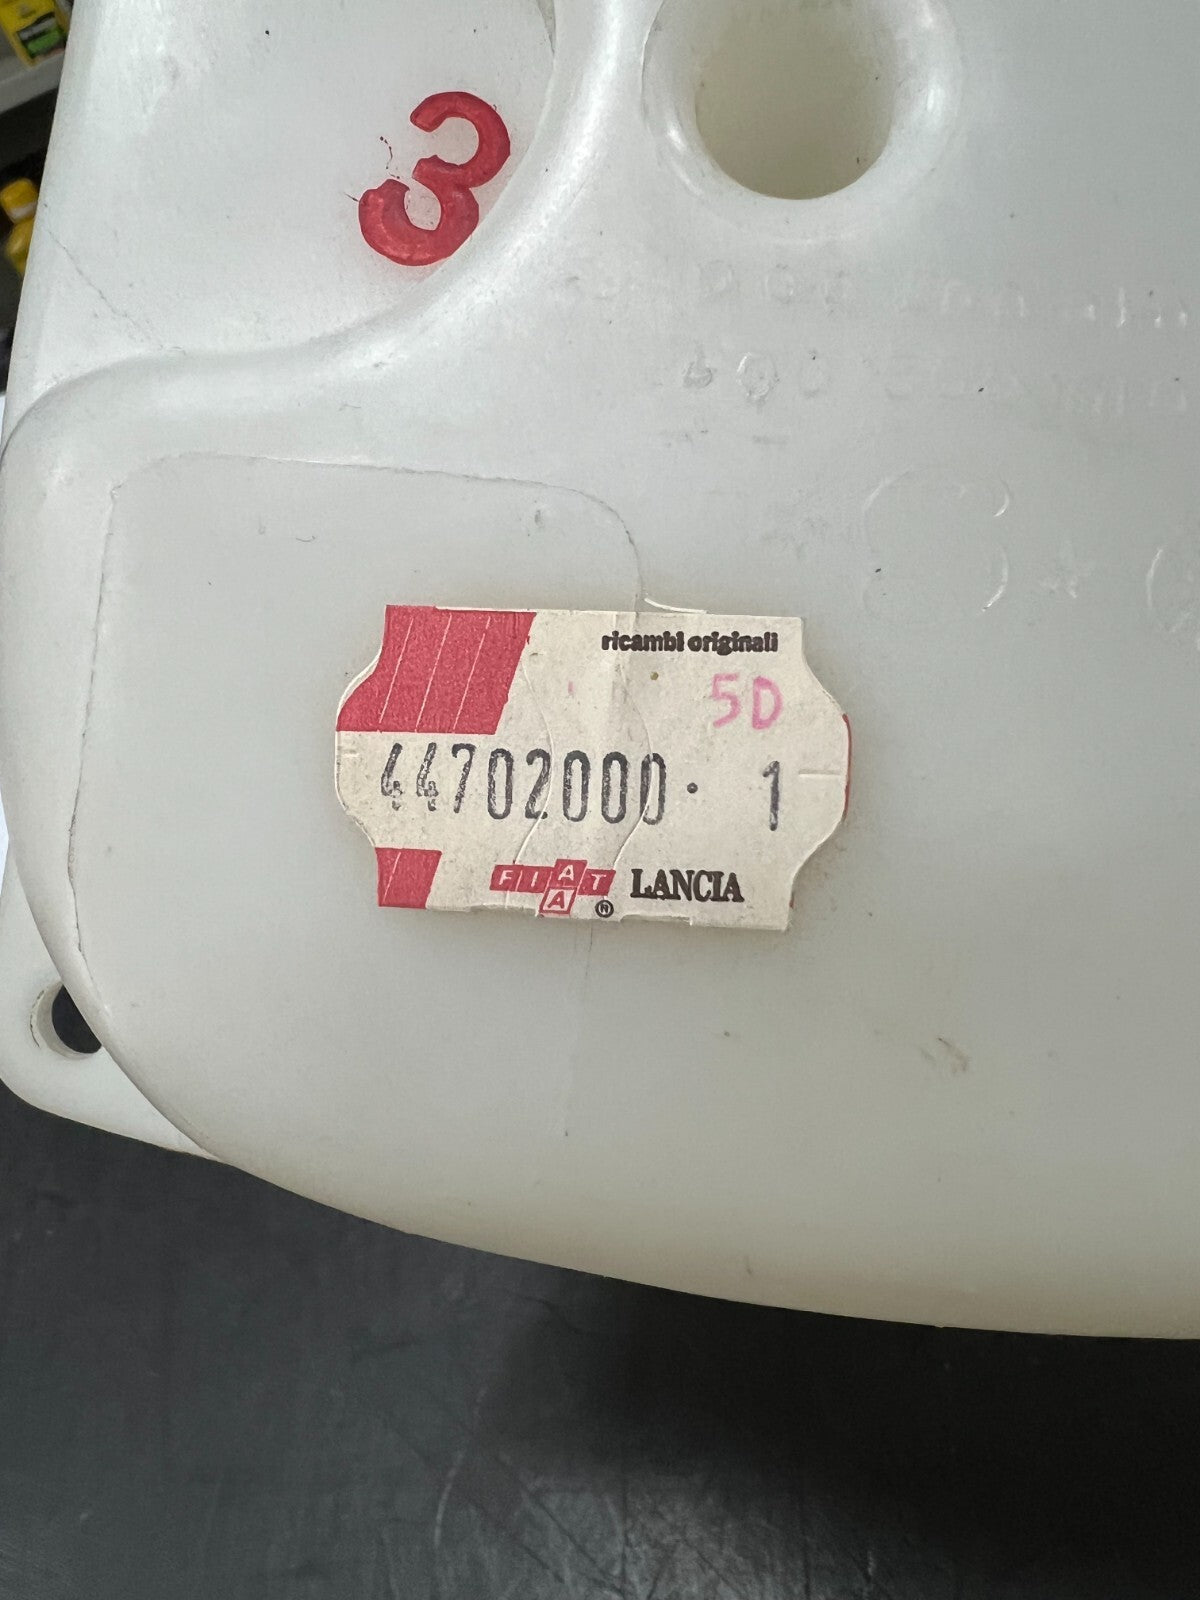 3
ricambi originali
5D
44702000· 1
FIAT
A
LANCIA